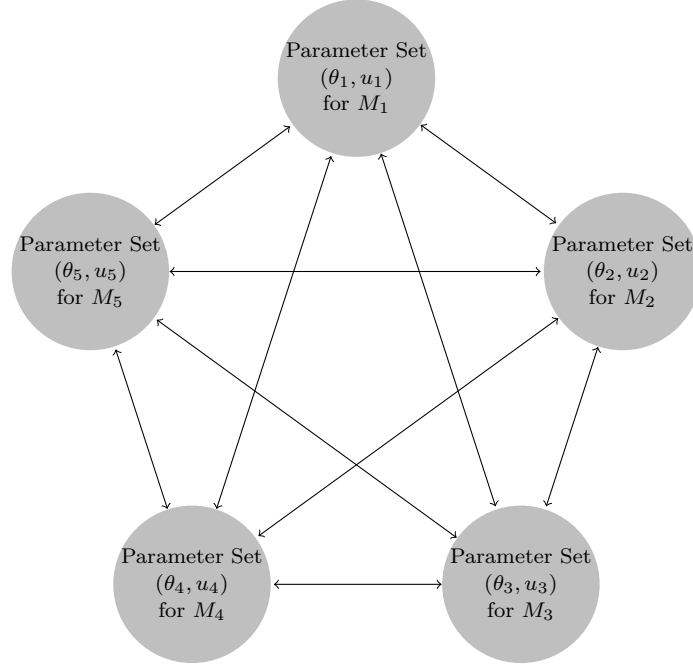 Parameter Set
(θ₁, u₁)
for M₁
Parameter Set
(θ₅, u₅)
for M₅
Parameter Set
(θ₂, u₂)
for M₂
Parameter Set
(θ₄, u₄)
for M₄
Parameter Set
(θ₃, u₃)
for M₃